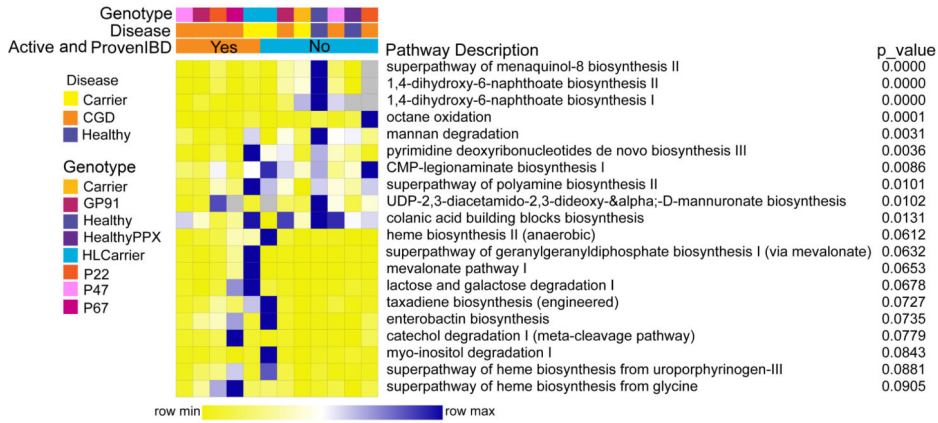 Genotype
Disease
Active and ProvenIBD Yes No
Pathway Description p_value
superpathway of menaquinol-8 biosynthesis II 0.0000
1,4-dihydroxy-6-naphthoate biosynthesis II 0.0000
1,4-dihydroxy-6-naphthoate biosynthesis I 0.0000
octane oxidation 0.0001
mannan degradation 0.0031
pyrimidine deoxyribonucleotides de novo biosynthesis III 0.0036
CMP-legionaminate biosynthesis I 0.0086
superpathway of polyamine biosynthesis II 0.0101
UDP-2,3-diacetamido-2,3-dideoxy-&alpha;-D-mannuronate biosynthesis 0.0102
colanic acid building blocks biosynthesis 0.0131
heme biosynthesis II (anaerobic) 0.0612
superpathway of geranylgeranyldiphosphate biosynthesis I (via mevalonate) 0.0632
mevalonate pathway I 0.0653
lactose and galactose degradation I 0.0678
taxadiene biosynthesis (engineered) 0.0727
enterobactin biosynthesis 0.0735
catechol degradation I (meta-cleavage pathway) 0.0779
myo-inositol degradation I 0.0843
superpathway of heme biosynthesis from uroporphyrinogen-III 0.0881
superpathway of heme biosynthesis from glycine 0.0905
Disease
Carrier
CGD
Healthy
Genotype
Carrier
GP91
Healthy
HealthyPPX
HLCarrier
P22
P47
P67
row min row max